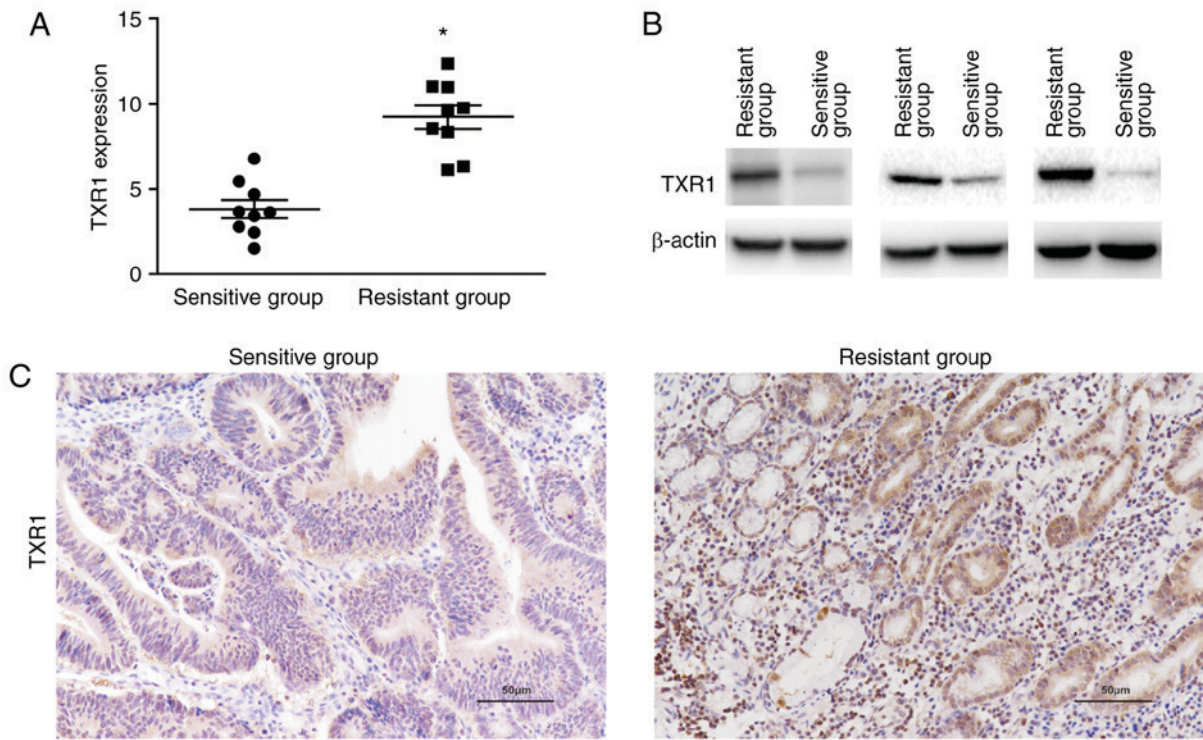 A
TXR1 expression
15
10
5
0
*
Sensitive group
Resistant group
B
Resistant
group
Sensitive
group
Resistant
group
Sensitive
group
Resistant
group
Sensitive
group
TXR1
β-actin
C
Sensitive group
Resistant group
TXR1
50μm
50μm